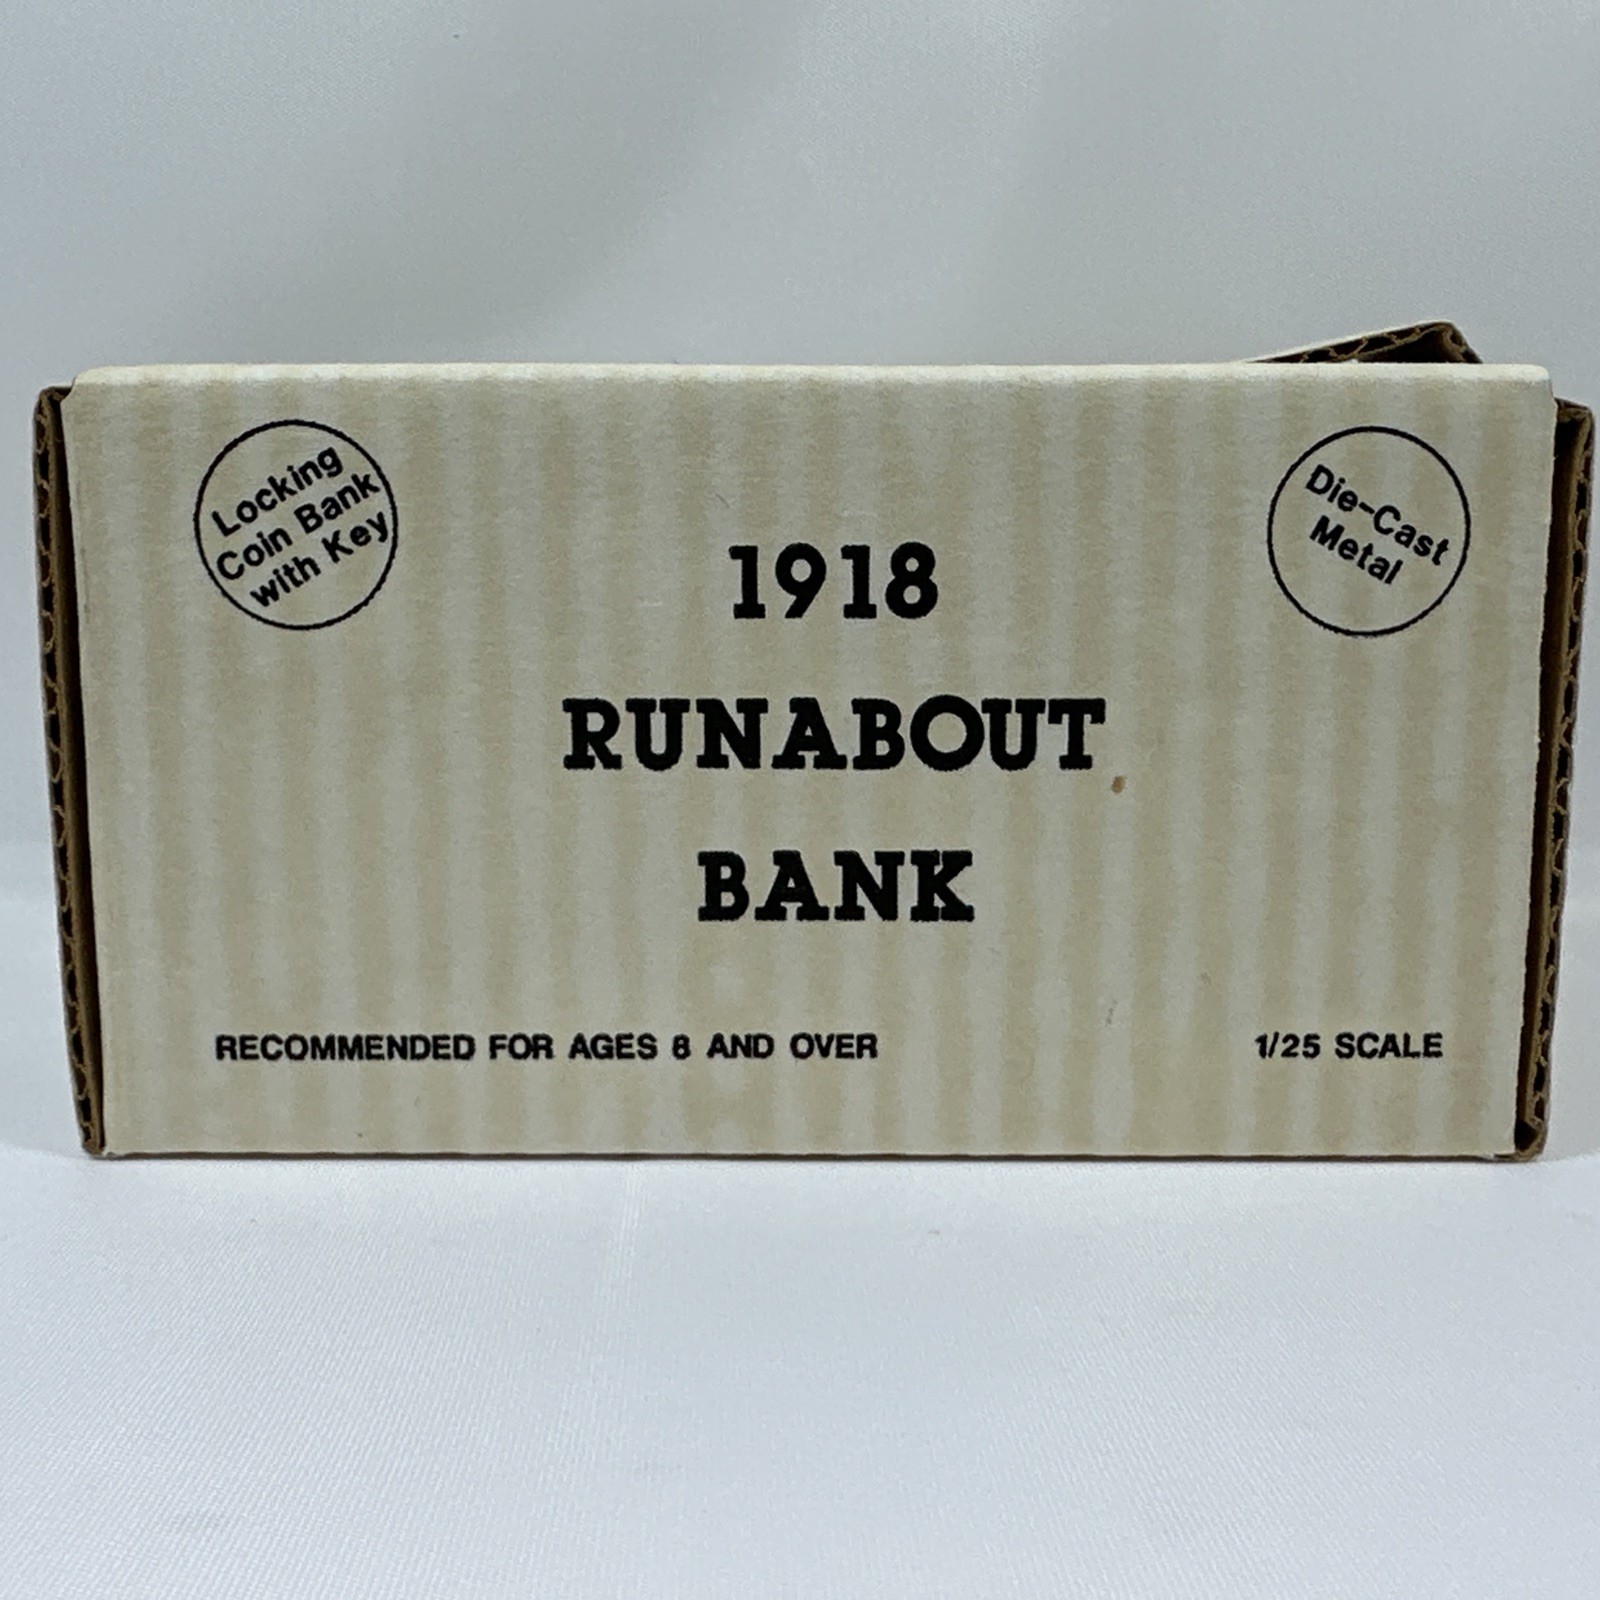 Locking
Coin Bank
with Key
Die-Cast
Metal
1918
RUNABOUT
BANK
RECOMMENDED FOR AGES 8 AND OVER
1/25 SCALE